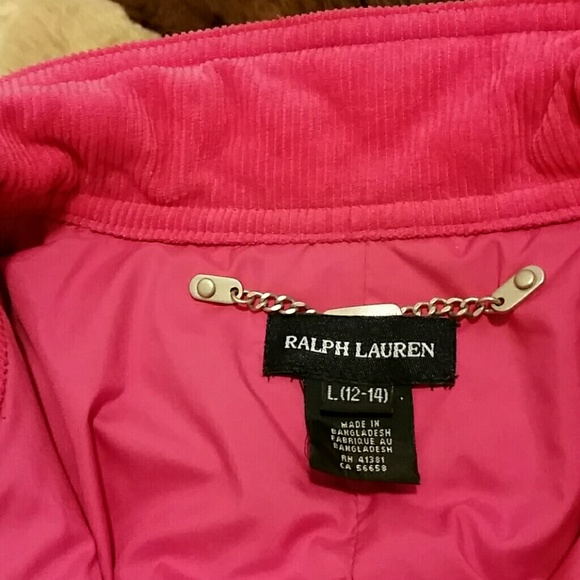 RALPH LAUREN
L (12-14)
MADE IN
BANGLADESH
FABRIQUE AU
BANGLADESH
RN 41381
CA 56658